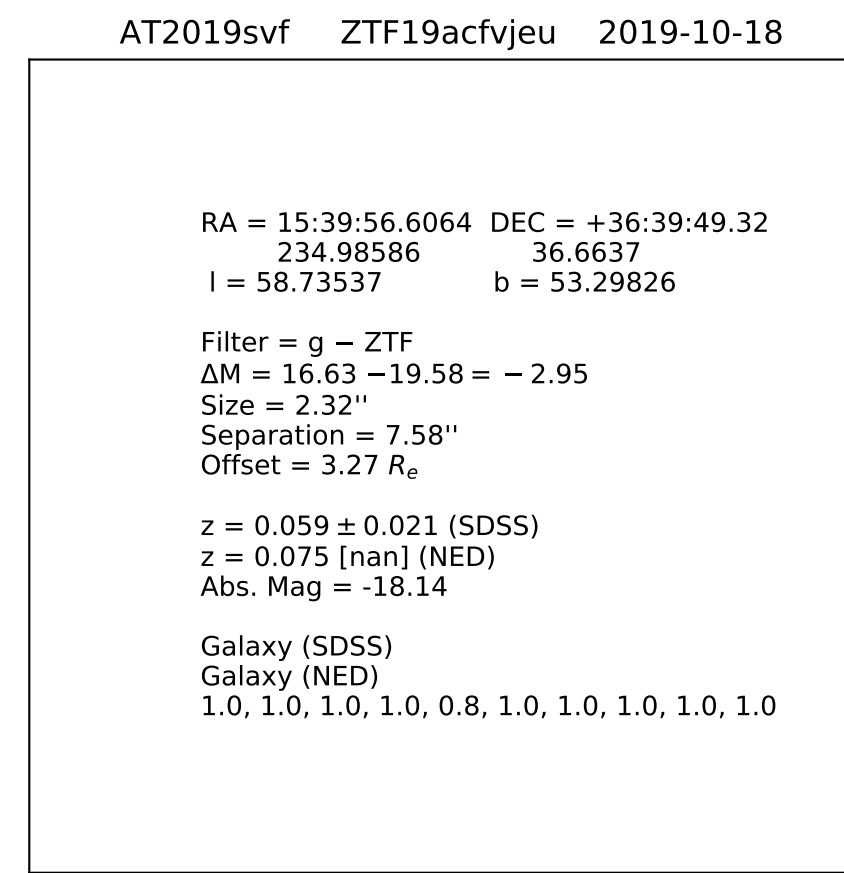 AT2019svf ZTF19acfvjeu 2019-10-18
RA = 15:39:56.6064 DEC = +36:39:49.32
234.98586 36.6637
l = 58.73537 b = 53.29826
Filter = g − ZTF
ΔM = 16.63 −19.58 = − 2.95
Size = 2.32''
Separation = 7.58''
Offset = 3.27 Rₑ
z = 0.059 ± 0.021 (SDSS)
z = 0.075 [nan] (NED)
Abs. Mag = -18.14
Galaxy (SDSS)
Galaxy (NED)
1.0, 1.0, 1.0, 1.0, 0.8, 1.0, 1.0, 1.0, 1.0, 1.0